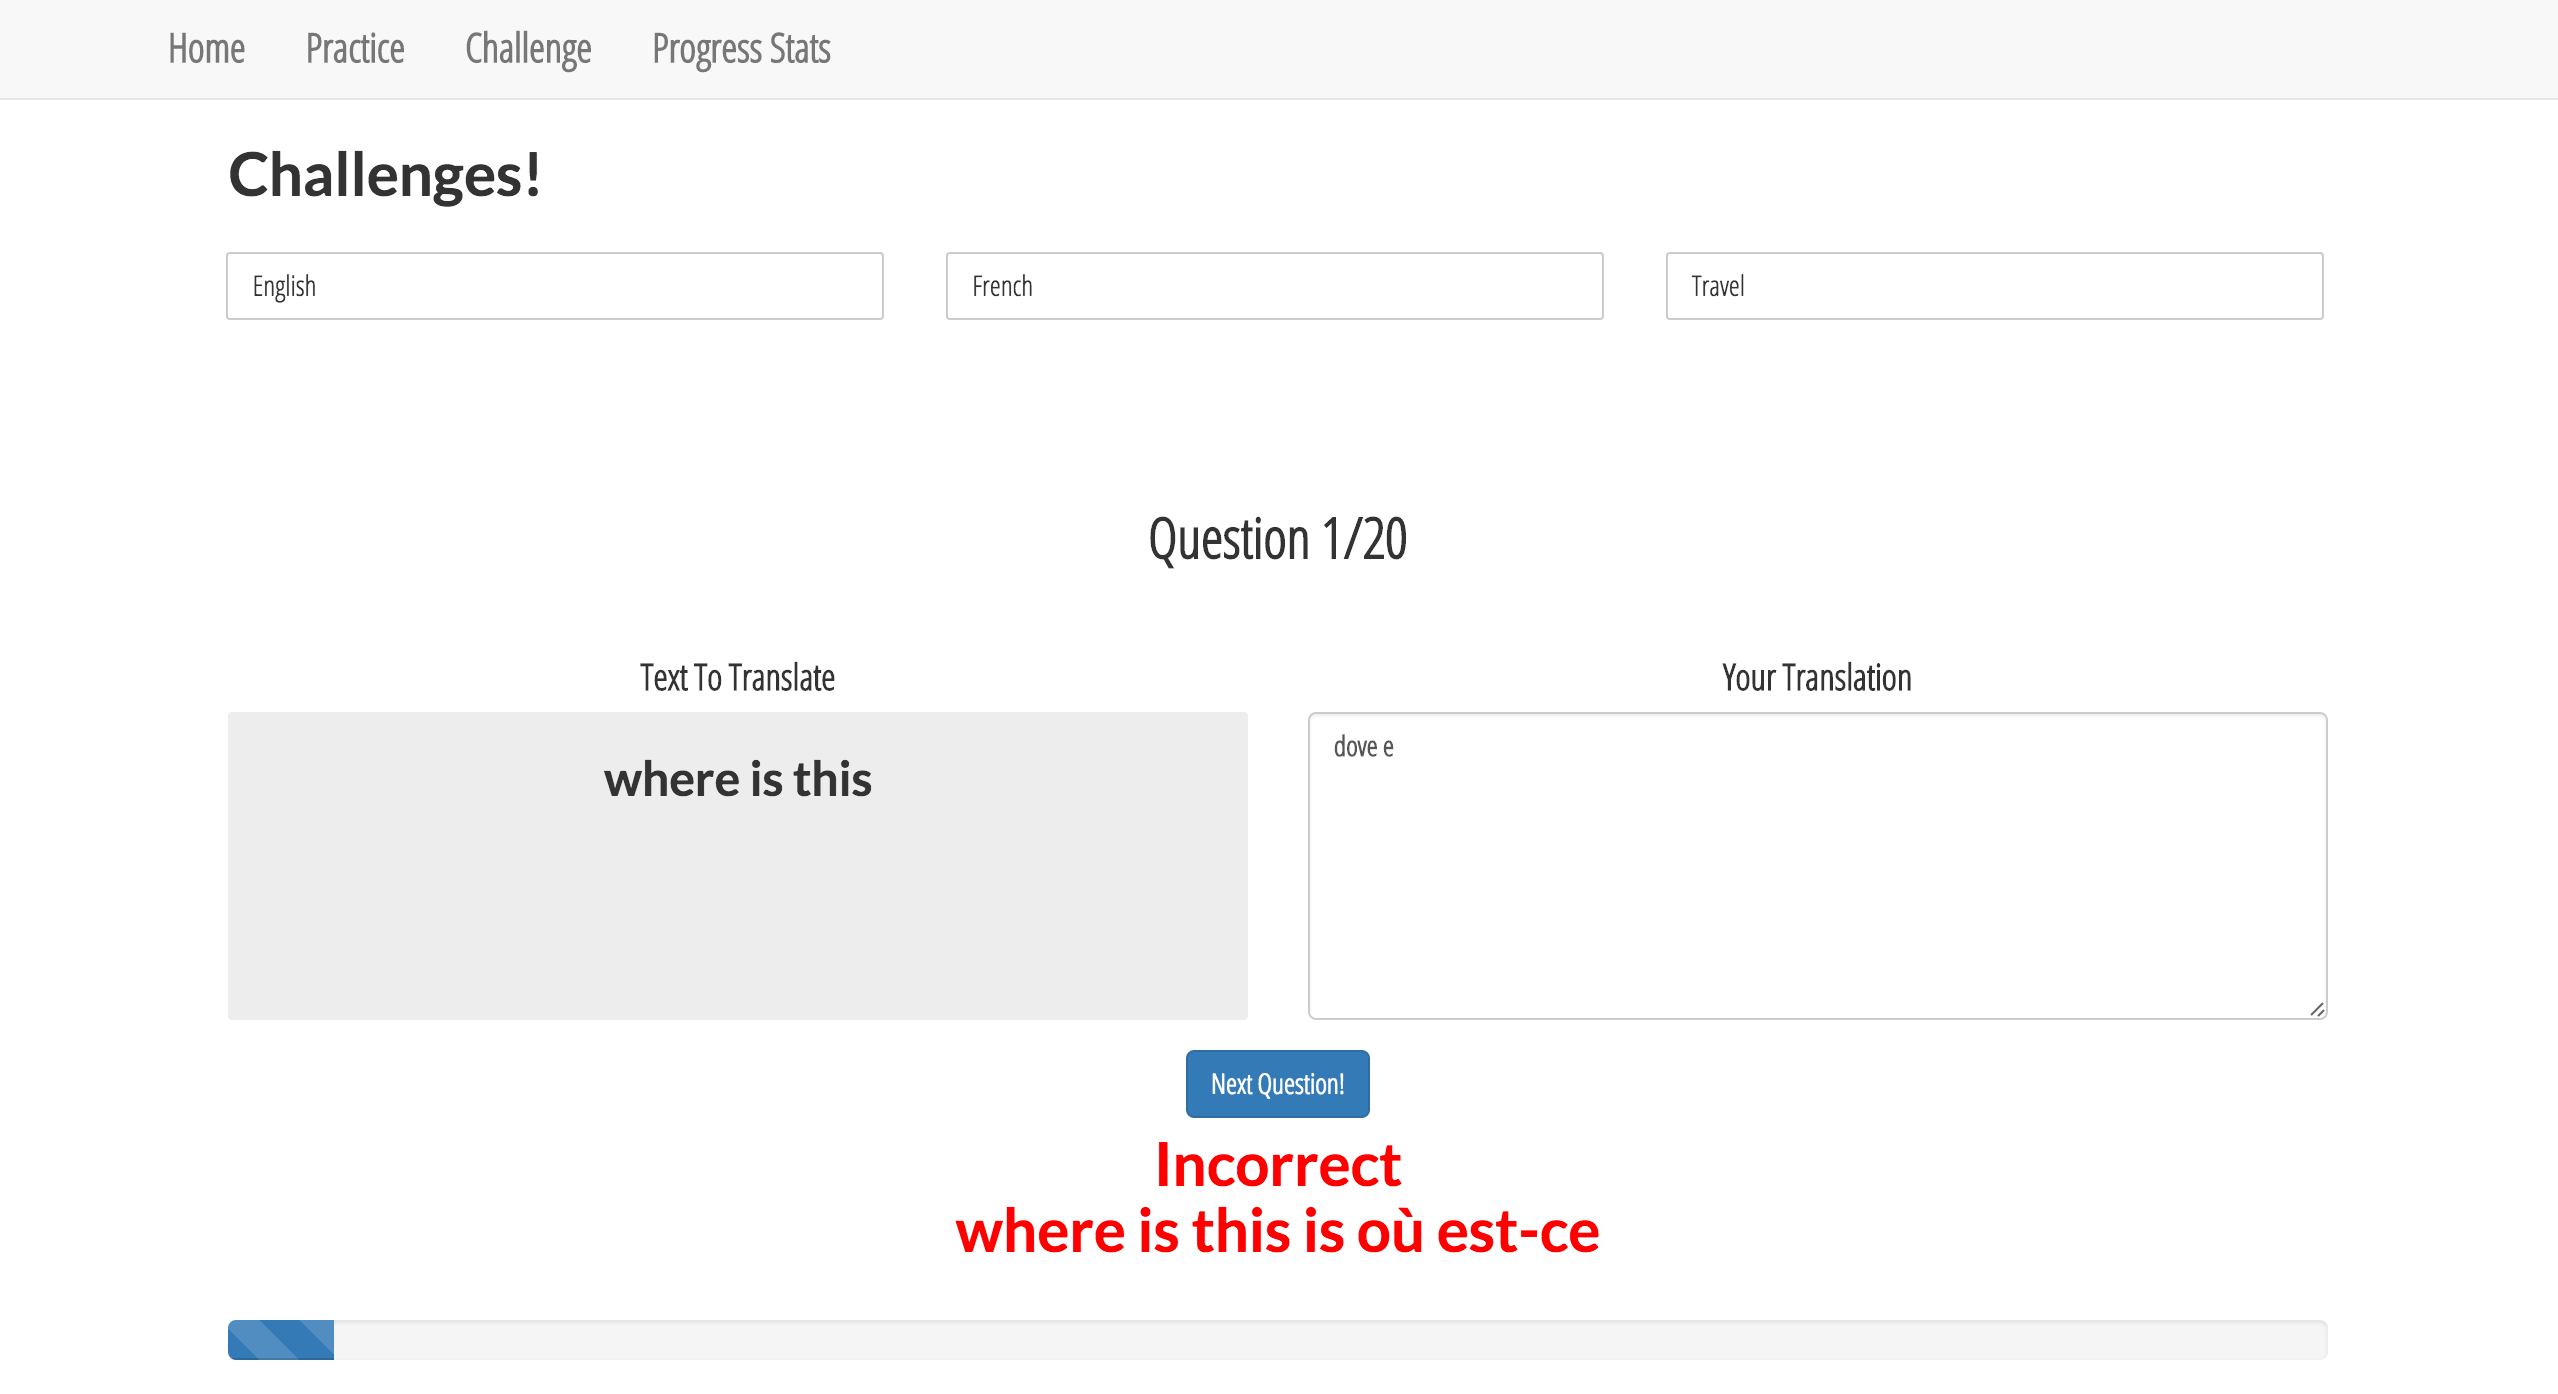 Home Practice Challenge Progress Stats
Challenges!
English French Travel
Question 1/20
Text To Translate Your Translation
where is this
dove e
Next Question!
Incorrect
where is this is où est-ce